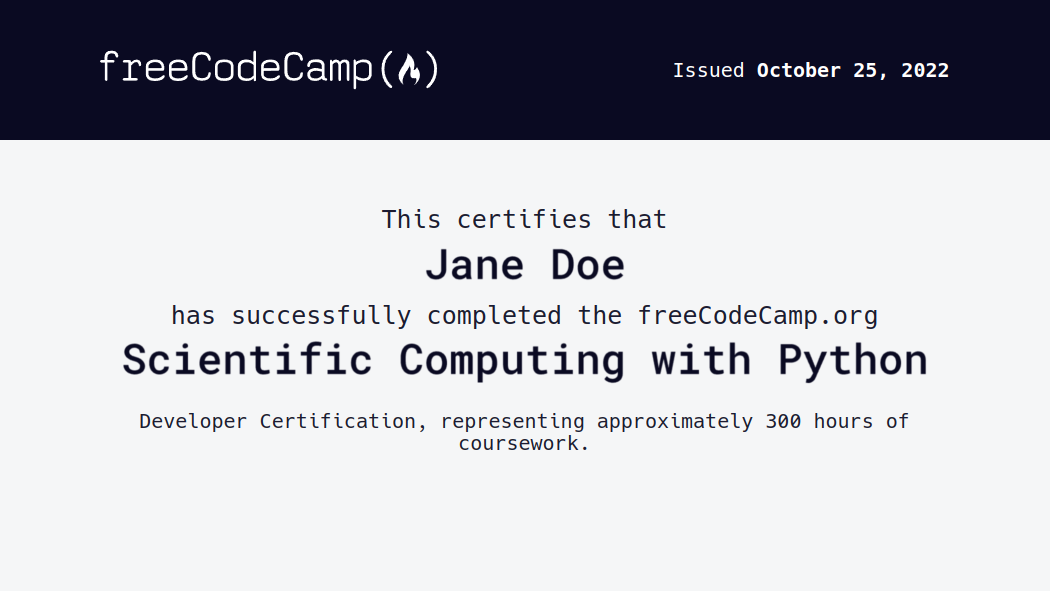 freeCodeCamp(🔥)
Issued October 25, 2022
This certifies that
Jane Doe
has successfully completed the freeCodeCamp.org
Scientific Computing with Python
Developer Certification, representing approximately 300 hours of
coursework.